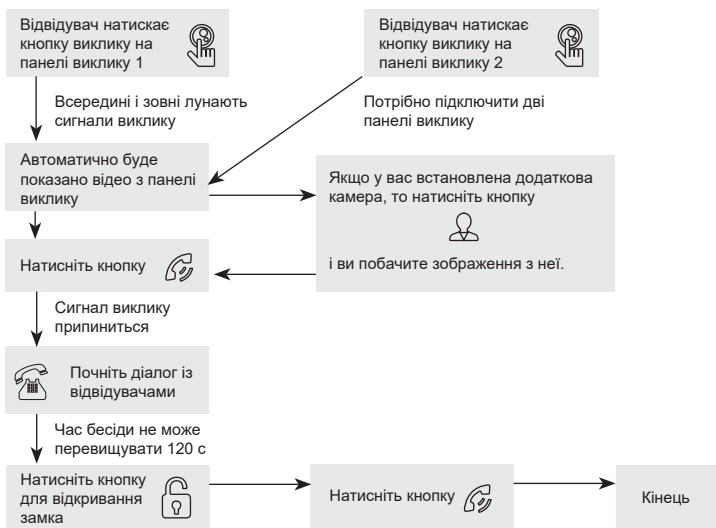 Відвідувач натискає
кнопку виклику на
панелі виклику 1
Відвідувач натискає
кнопку виклику на
панелі виклику 2
Всередині і зовні лунають
сигнали виклику
Потрібно підключити дві
панелі виклику
Автоматично буде
показано відео з панелі
виклику
Якщо у вас встановлена додаткова
камера, то натисніть кнопку
і ви побачите зображення з неї.
Натисніть кнопку
Сигнал виклику
припиниться
Почніть діалог із
відвідувачами
Час бесіди не може
перевищувати 120 с
Натисніть кнопку
для відкривання
замка
Натисніть кнопку
Кінець